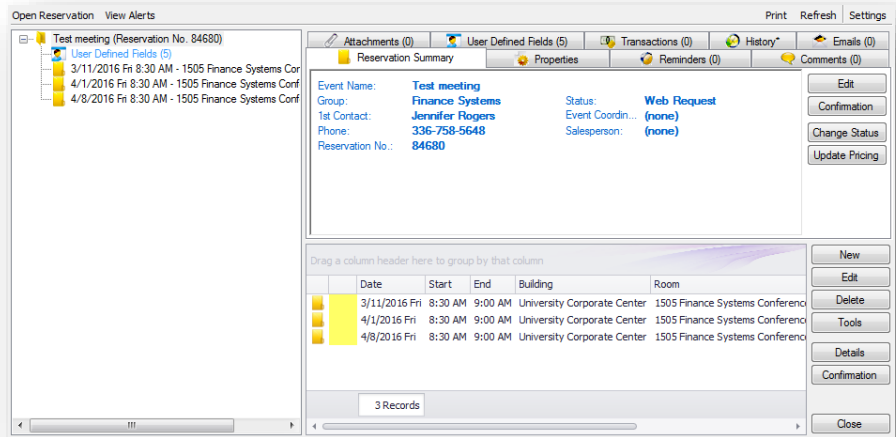 Open Reservation View Alerts Print Refresh Settings
Test meeting (Reservation No. 84680)
User Defined Fields (5)
3/11/2016 Fri 8:30 AM - 1505 Finance Systems Cor
4/1/2016 Fri 8:30 AM - 1505 Finance Systems Conf
4/8/2016 Fri 8:30 AM - 1505 Finance Systems Conf
Attachments (0) User Defined Fields (5) Transactions (0) History* Emails (0)
Reservation Summary Properties Reminders (0) Comments (0)
Event Name: Test meeting
Group: Finance Systems Status: Web Request
1st Contact: Jennifer Rogers Event Coordin... (none)
Phone: 336-758-5648 Salesperson: (none)
Reservation No.: 84680
Edit
Confirmation
Change Status
Update Pricing
Drag a column header here to group by that column
Date Start End Building Room
3/11/2016 Fri 8:30 AM 9:00 AM University Corporate Center 1505 Finance Systems Conference
4/1/2016 Fri 8:30 AM 9:00 AM University Corporate Center 1505 Finance Systems Conference
4/8/2016 Fri 8:30 AM 9:00 AM University Corporate Center 1505 Finance Systems Conference
3 Records
New
Edit
Delete
Tools
Details
Confirmation
Close